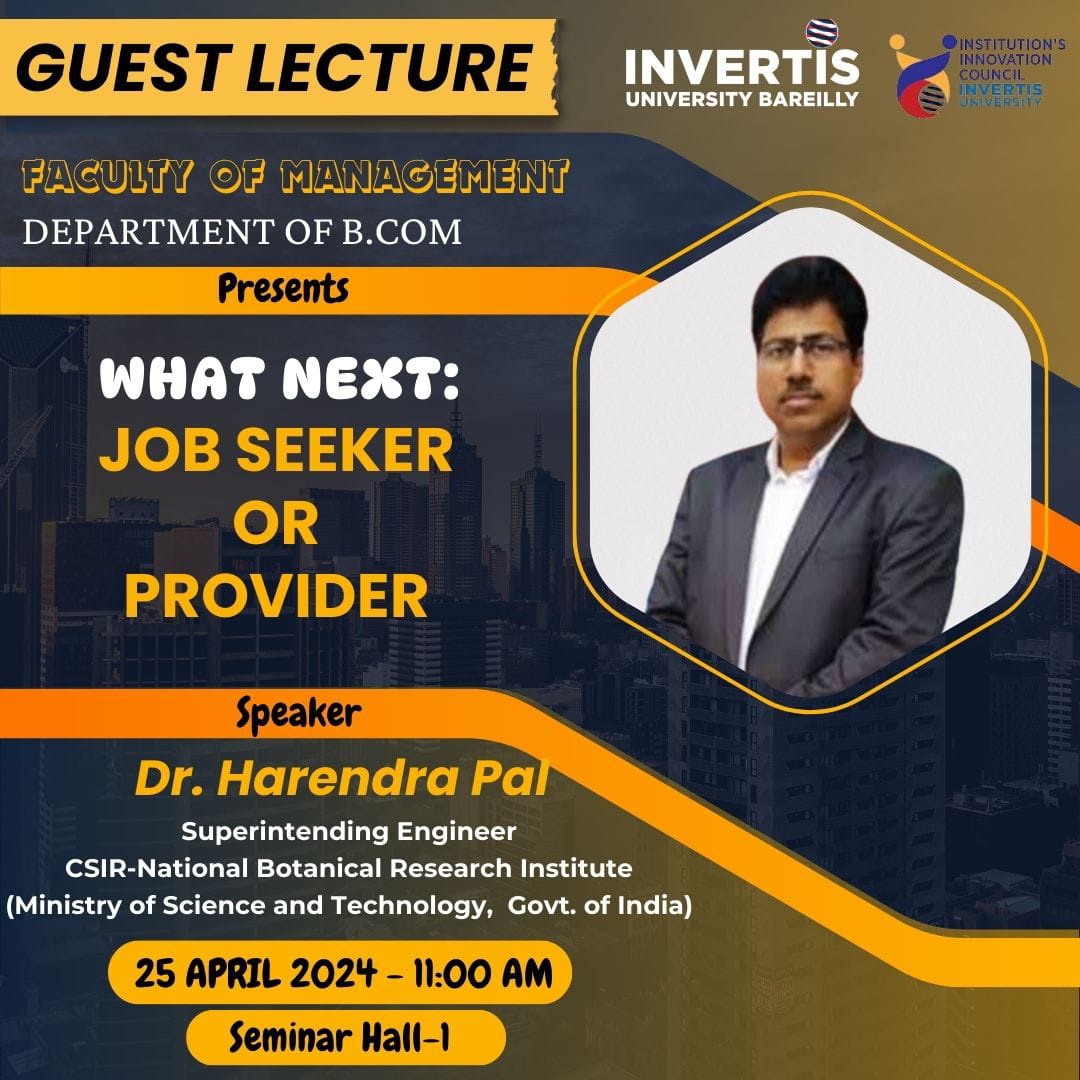 GUEST LECTURE
INVERTIS
UNIVERSITY BAREILLY
INSTITUTION'S
INNOVATION
COUNCIL
INVERTIS
UNIVERSITY
FACULTY OF MANAGEMENT
DEPARTMENT OF B.COM
Presents
WHAT NEXT:
JOB SEEKER
OR
PROVIDER
Speaker
Dr. Harendra Pal
Superintending Engineer
CSIR-National Botanical Research Institute
(Ministry of Science and Technology, Govt. of India)
25 APRIL 2024 - 11:00 AM
Seminar Hall-1